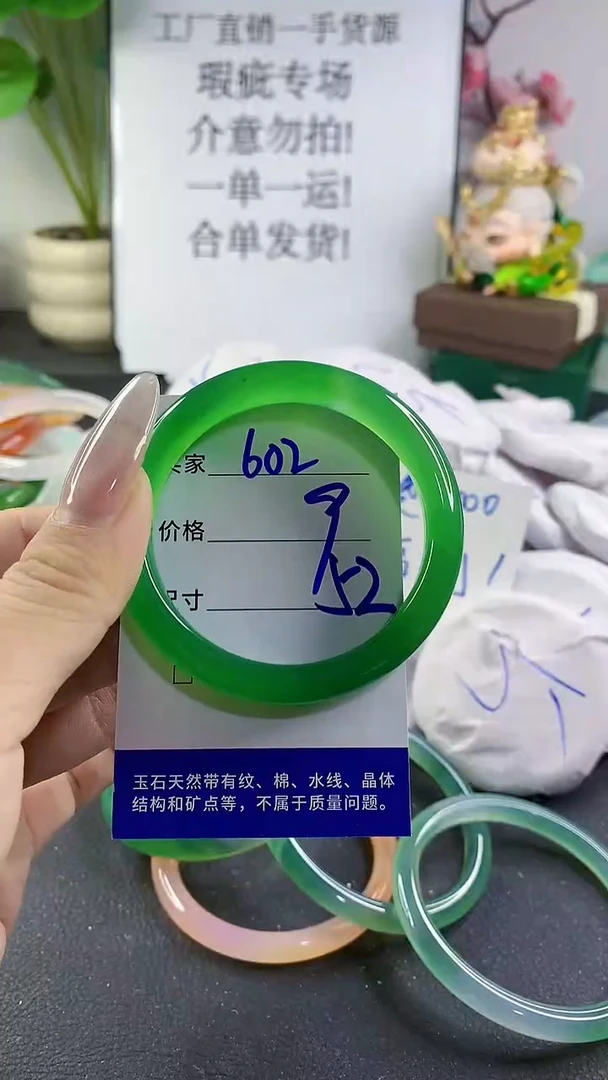 工厂直销一手货源
瑕疵专场
介意勿拍!
一单一运!
合单发货!
家 602
价格
寸 52
玉石天然带有纹、棉、水线、晶体
结构和矿点等，不属于质量问题。